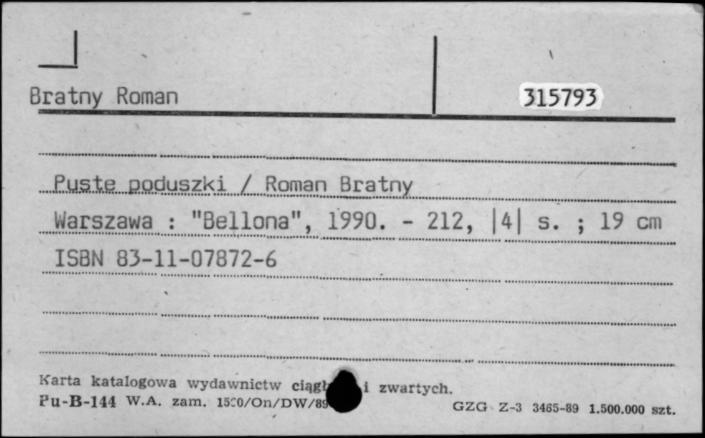 Bratny Roman 315793
Puste poduszki / Roman Bratny
Warszawa : "Bellona", 1990. - 212, |4| s. ; 19 cm
ISBN 83-11-07872-6
Karta katalogowa wydawnictw i zwartych.
Pu-B-144 W.A. zam. GZG Z-3 3465-89 1.500.000 szt.